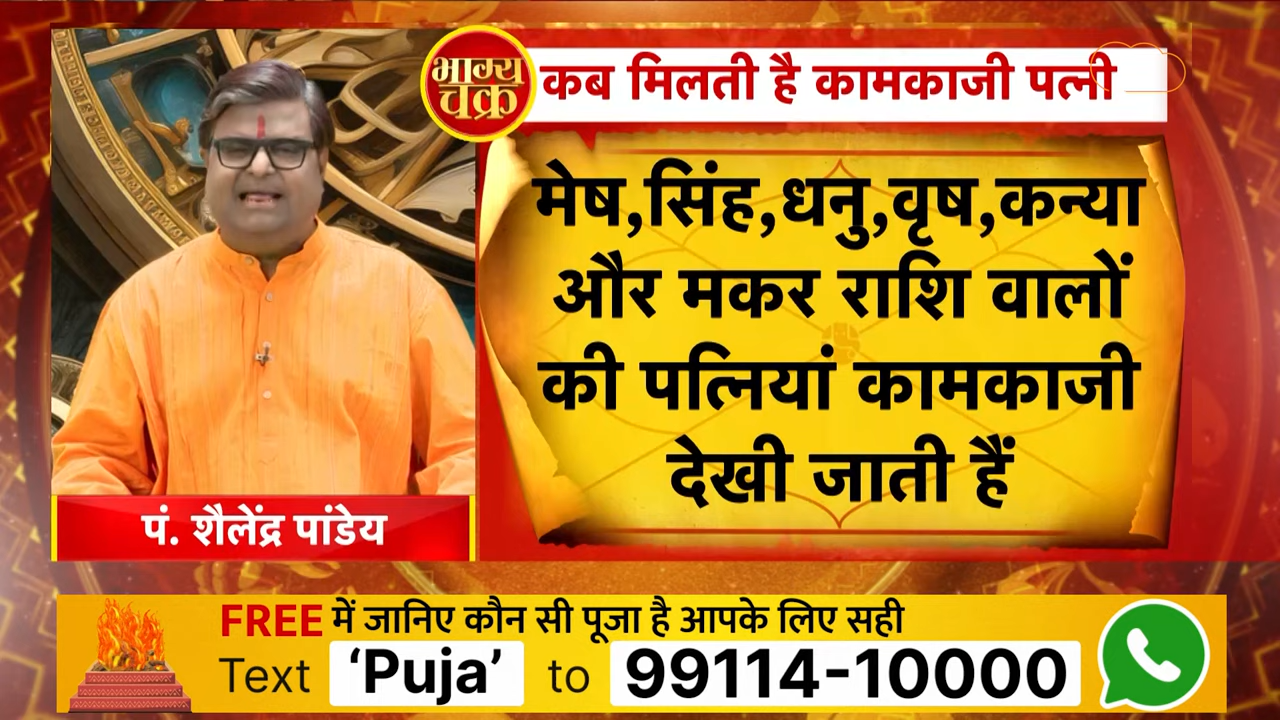 भाग्य
चक्र
कब मिलती है कामकाजी पत्नी
मेष,सिंह,धनु,वृष,कन्या
और मकर राशि वालों
की पत्नियां कामकाजी
देखी जाती हैं
पं. शैलेंद्र पांडेय
FREE में जानिए कौन सी पूजा है आपके लिए सही
Text ‘Puja’ to 99114-10000